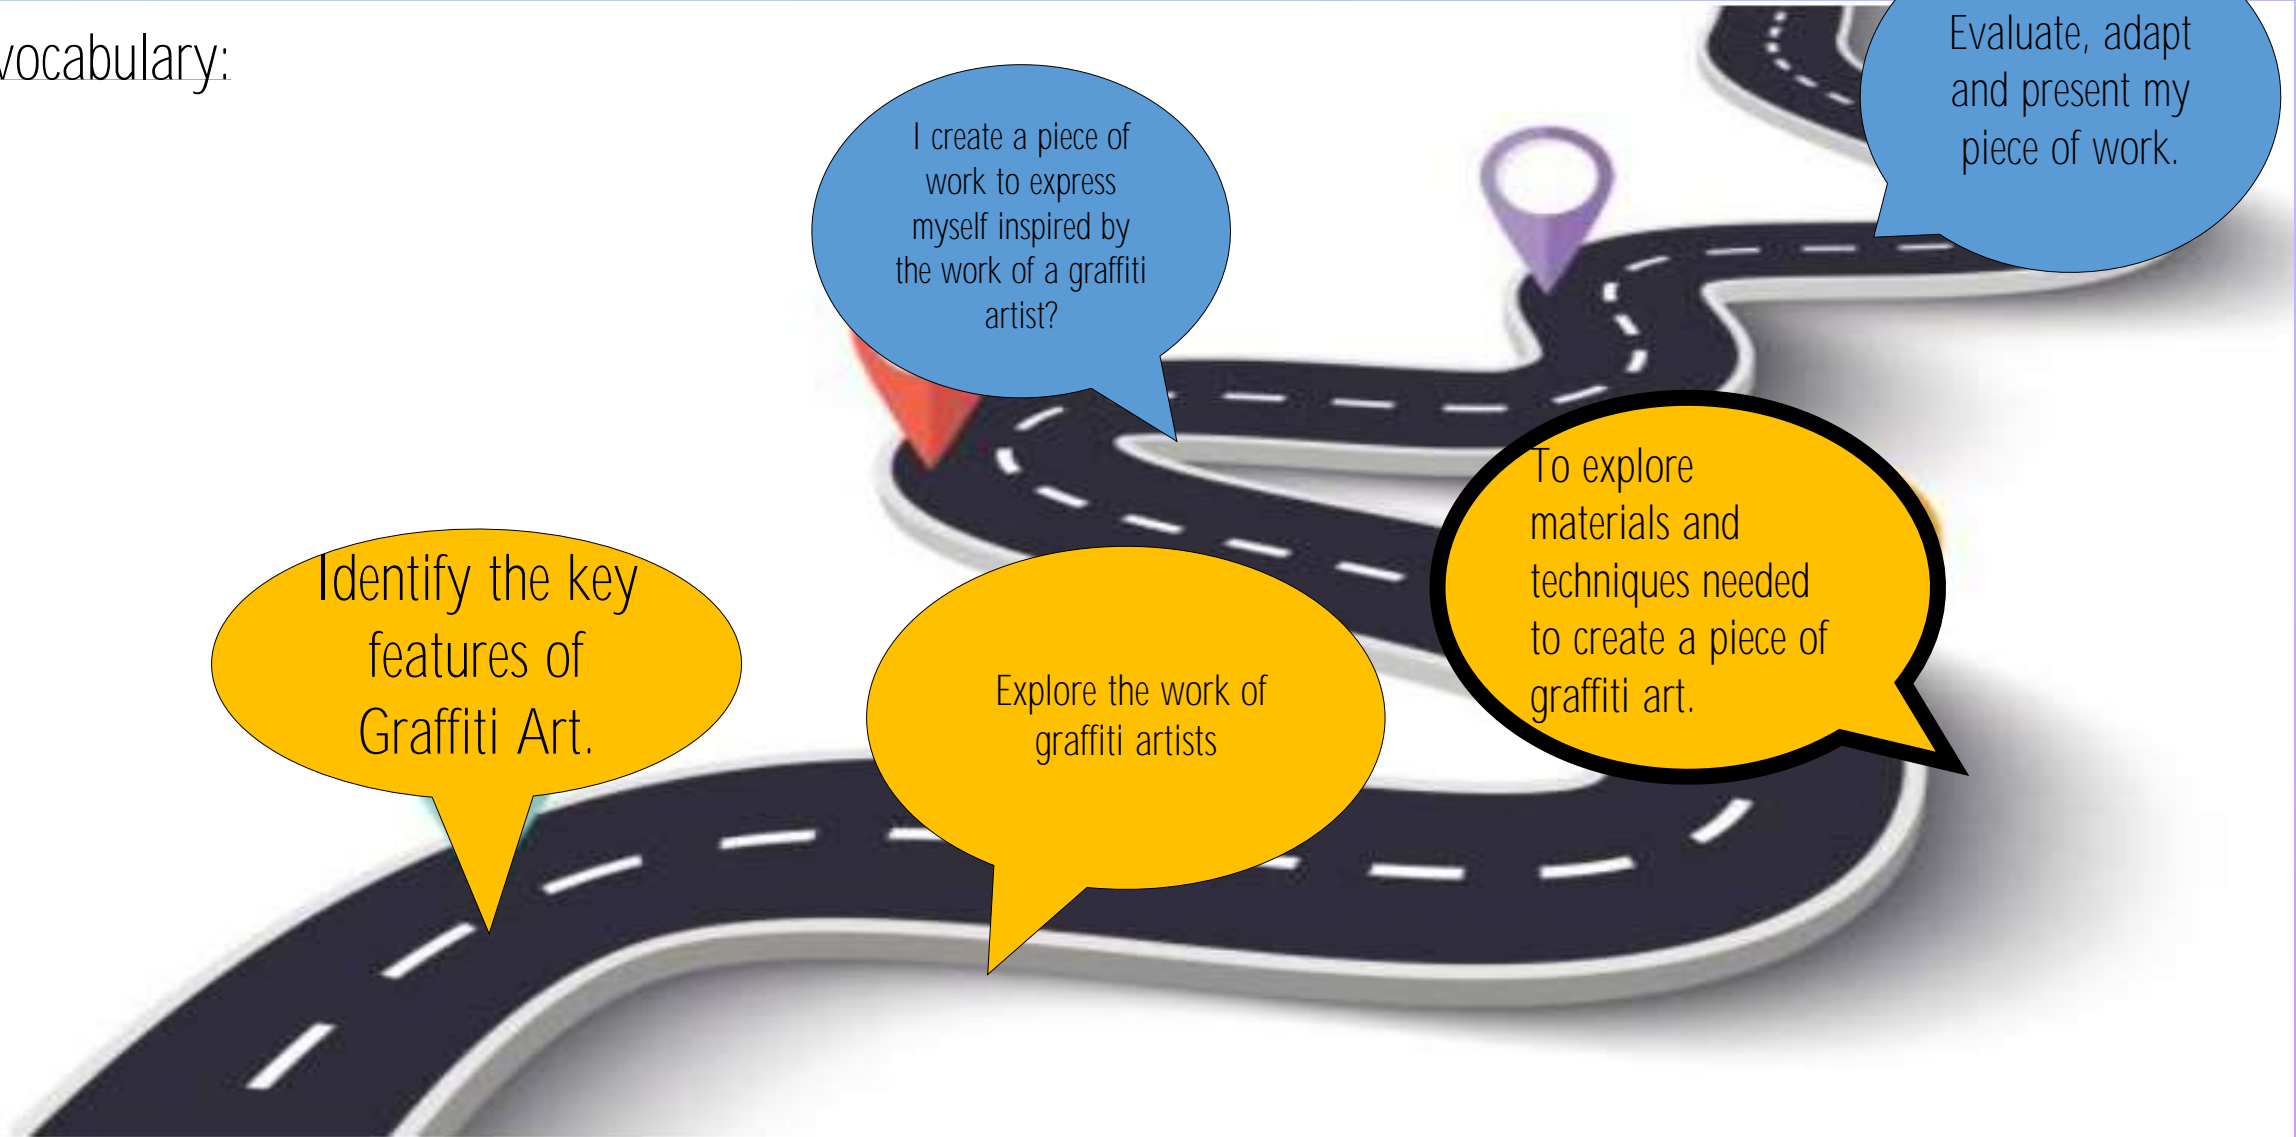 vocabulary:
Evaluate, adapt
and present my
piece of work.
I create a piece of
work to express
myself inspired by
the work of a graffiti
artist?
To explore
materials and
techniques needed
to create a piece of
graffiti art.
Identify the key
features of
Graffiti Art.
Explore the work of
graffiti artists